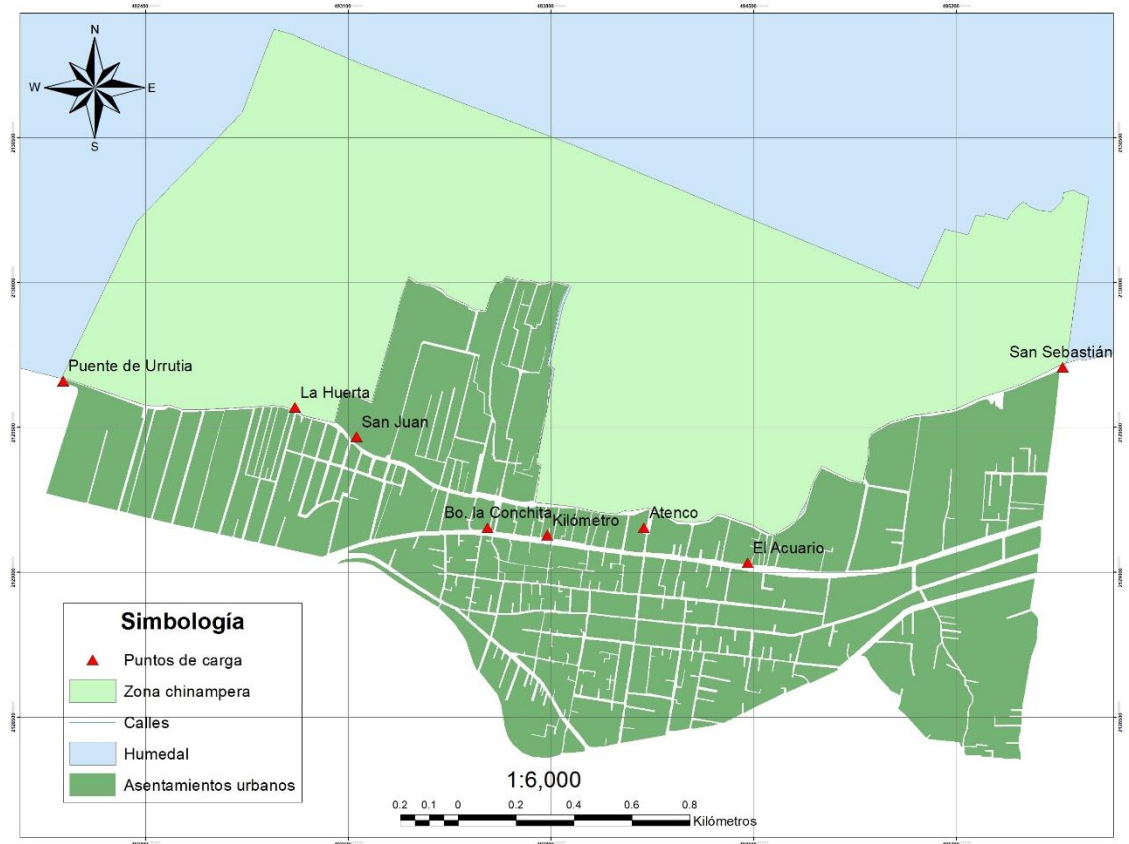 N
W
E
S
Puente de Urrutia
La Huerta
San Juan
San Sebastián
Bo. la Conchita
Kilómetro
Atenco
El Acuario
Simbología
Puntos de carga
Zona chinampera
Calles
Humedal
Asentamientos urbanos
1:6,000
0.2 0.1 0 0.2 0.4 0.6 0.8
Kilómetros